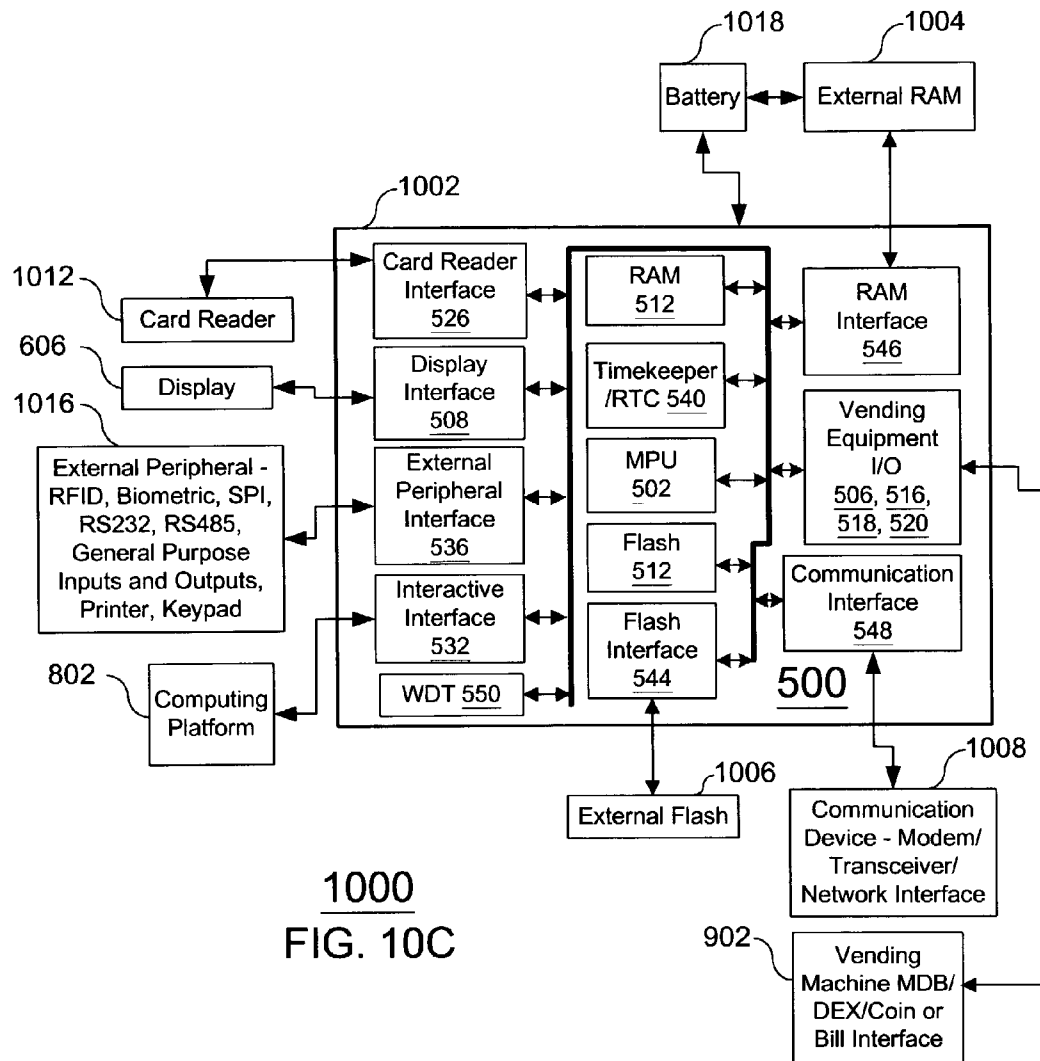 1018
1004
Battery
External RAM
1002
1012
Card Reader
606
Display
1016
External Peripheral -
RFID, Biometric, SPI,
RS232, RS485,
General Purpose
Inputs and Outputs,
Printer, Keypad
802
Computing
Platform
Card Reader
Interface
526
Display
Interface
508
External
Peripheral
Interface
536
Interactive
Interface
532
WDT 550
RAM
512
Timekeeper
/RTC 540
MPU
502
Flash
512
Flash
Interface
544
RAM
Interface
546
Vending
Equipment
I/O
506, 516,
518, 520
Communication
Interface
548
500
1006
External Flash
1008
Communication
Device - Modem/
Transceiver/
Network Interface
902
Vending
Machine MDB/
DEX/Coin or
Bill Interface
1000
FIG. 10C